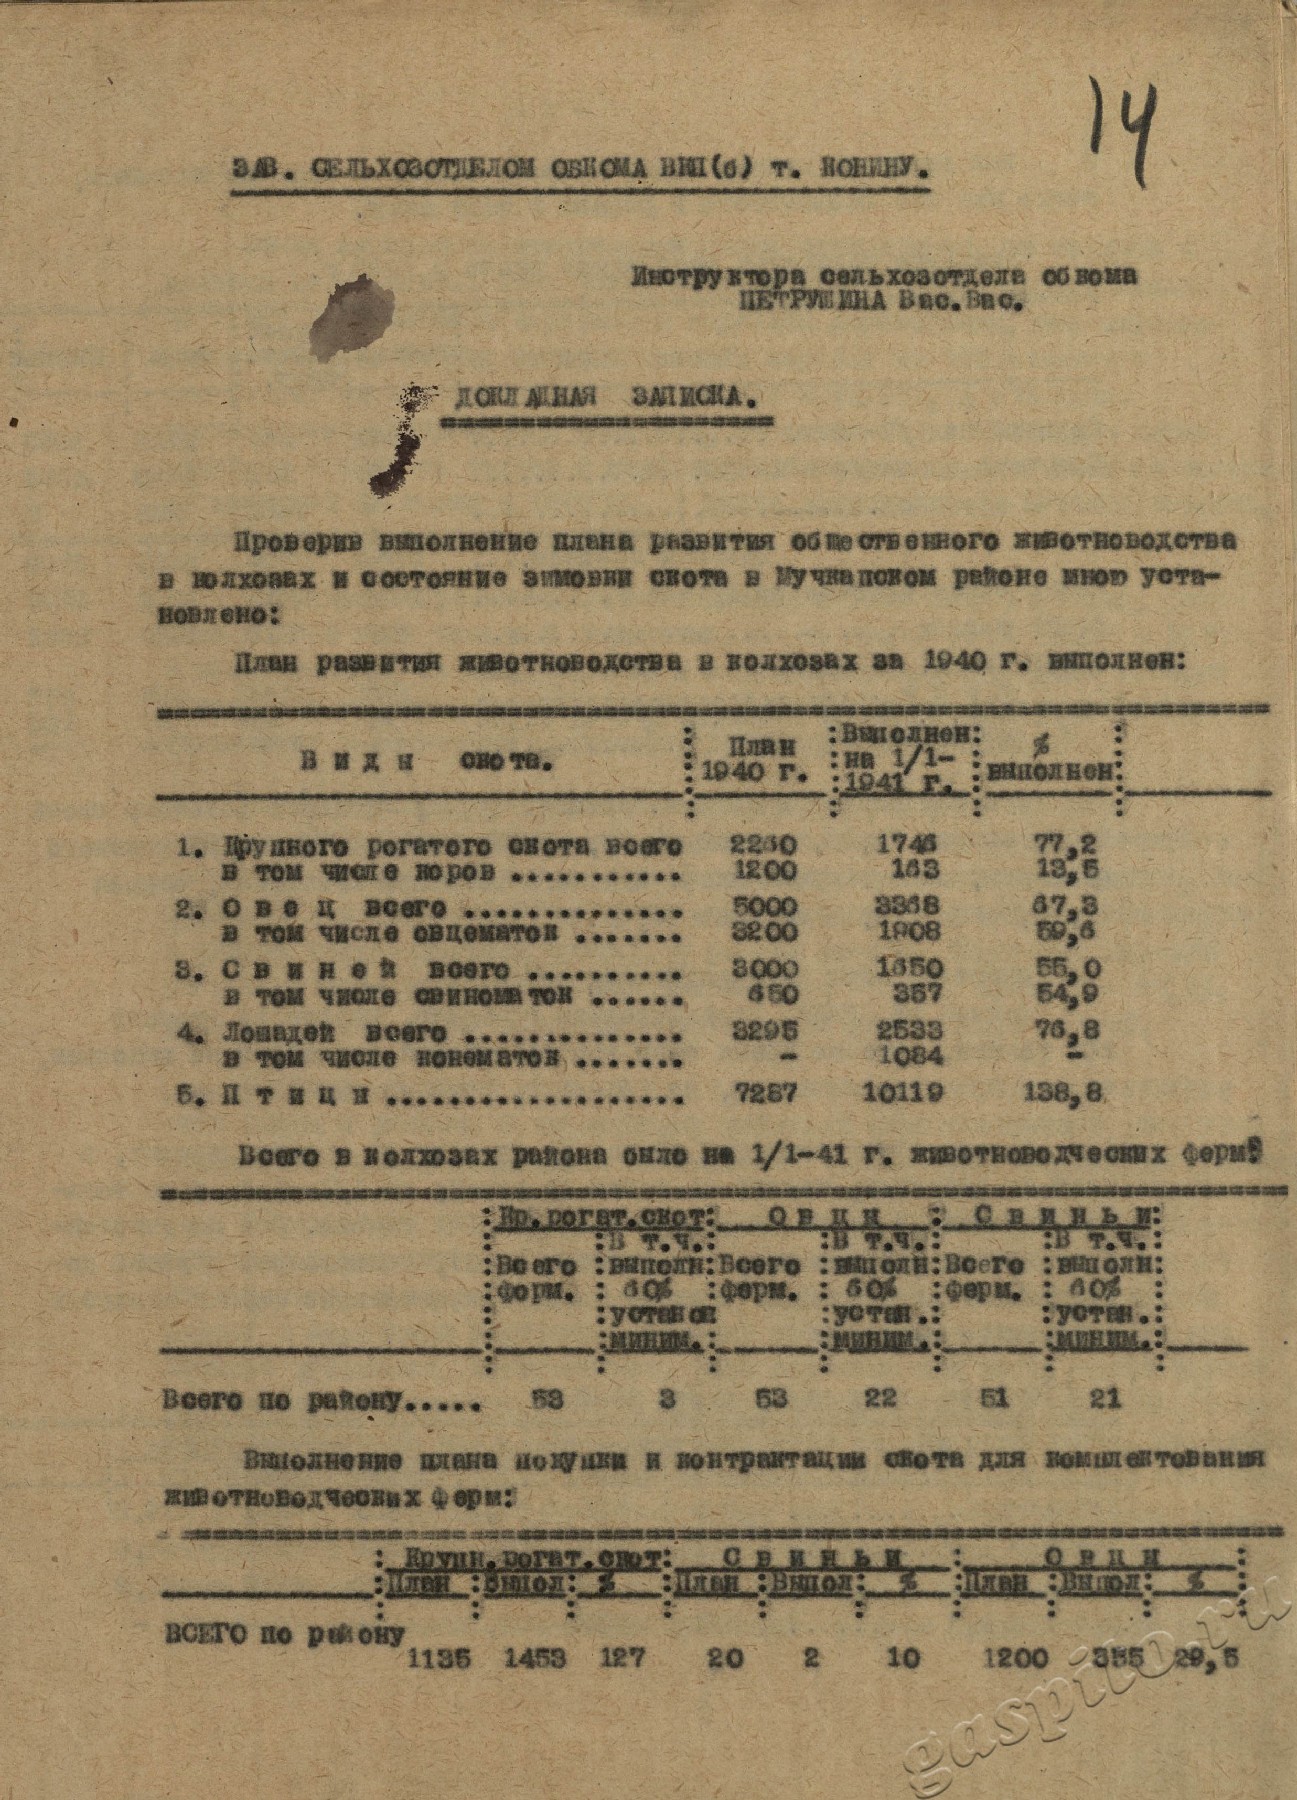 14
ЗАВ. СЕЛЬХОЗОТДЕЛОМ ОБКОМА ВКП(б) т. КОНИНУ.
Инструктора сельхозотдела обкома
ПЕТРУШИНА Вас.Вас.
ДОКЛАДНАЯ ЗАПИСКА.
Проверив выполнение плана развития общественного животноводства
в колхозах и состояние зимовки скота в Мучкапском районе мною уста-
новлено:
План развития животноводства в колхозах за 1940 г. выполнен:
Виды скота. План 1940 г. Выполнен на 1/1-1941 г. % выполнен
1. Крупного рогатого скота всего 2260 1746 77,2
в том числе коров ........... 1200 163 13,5
2. Овец всего .............. 5000 3368 67,3
в том числе овцематок ....... 3200 1908 59,6
3. Свиней всего .......... 3000 1650 55,0
в том числе свиноматок ...... 650 357 54,9
4. Лошадей всего .............. 3295 2533 76,8
в том числе конематок ....... - 1084 -
5. Птицы ................... 7287 10119 138,8
Всего в колхозах района было на 1/1-41 г. животноводческих ферм:
Кр.рогат.скот: Овцы : Свиньи:
В т.ч.: В т.ч.: В т.ч.:
Всего выполн: Всего выполн: Всего выполн:
ферм. 60% ферм. 60% ферм. 60%
установ устан. устан.
миним. миним. миним.
Всего по району..... 53 3 53 22 51 21
Выполнение плана покупки и контрактации скота для комплектования
животноводческих ферм:
Крупн.рогат.скот: Свиньи : Овцы
План : Выпол: % : План : Выпол: % : План : Выпол: %
ВСЕГО по району
1135 1453 127 20 2 10 1200 355 29,5
gaspito.ru